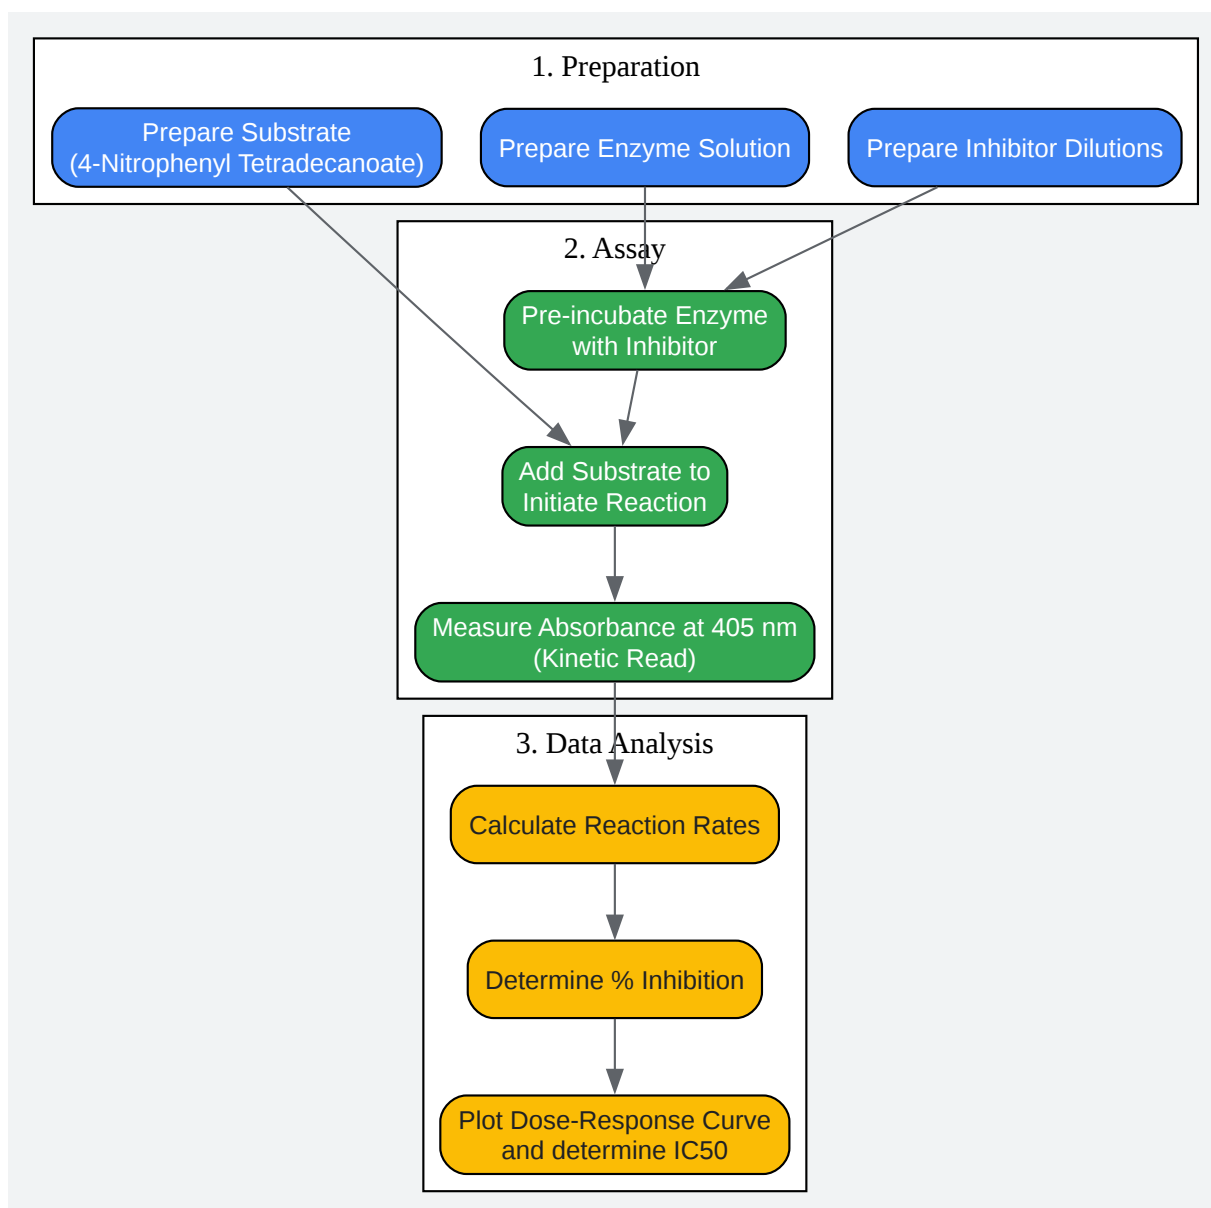 1. Preparation
Prepare Substrate
(4-Nitrophenyl Tetradecanoate)
Prepare Enzyme Solution
Prepare Inhibitor Dilutions
2. Assay
Pre-incubate Enzyme
with Inhibitor
Add Substrate to
Initiate Reaction
Measure Absorbance at 405 nm
(Kinetic Read)
3. Data Analysis
Calculate Reaction Rates
Determine % Inhibition
Plot Dose-Response Curve
and determine IC50